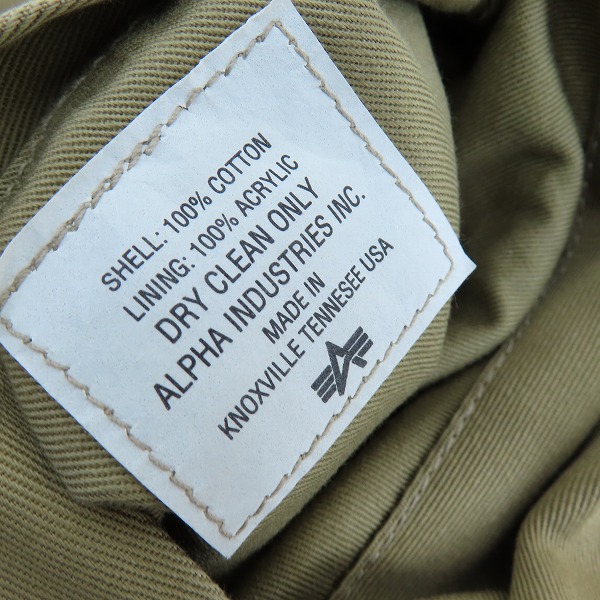 SHELL: 100% COTTON
LINING: 100% ACRYLIC
DRY CLEAN ONLY
ALPHA INDUSTRIES INC.
MADE IN
KNOXVILLE TENNESEE USA